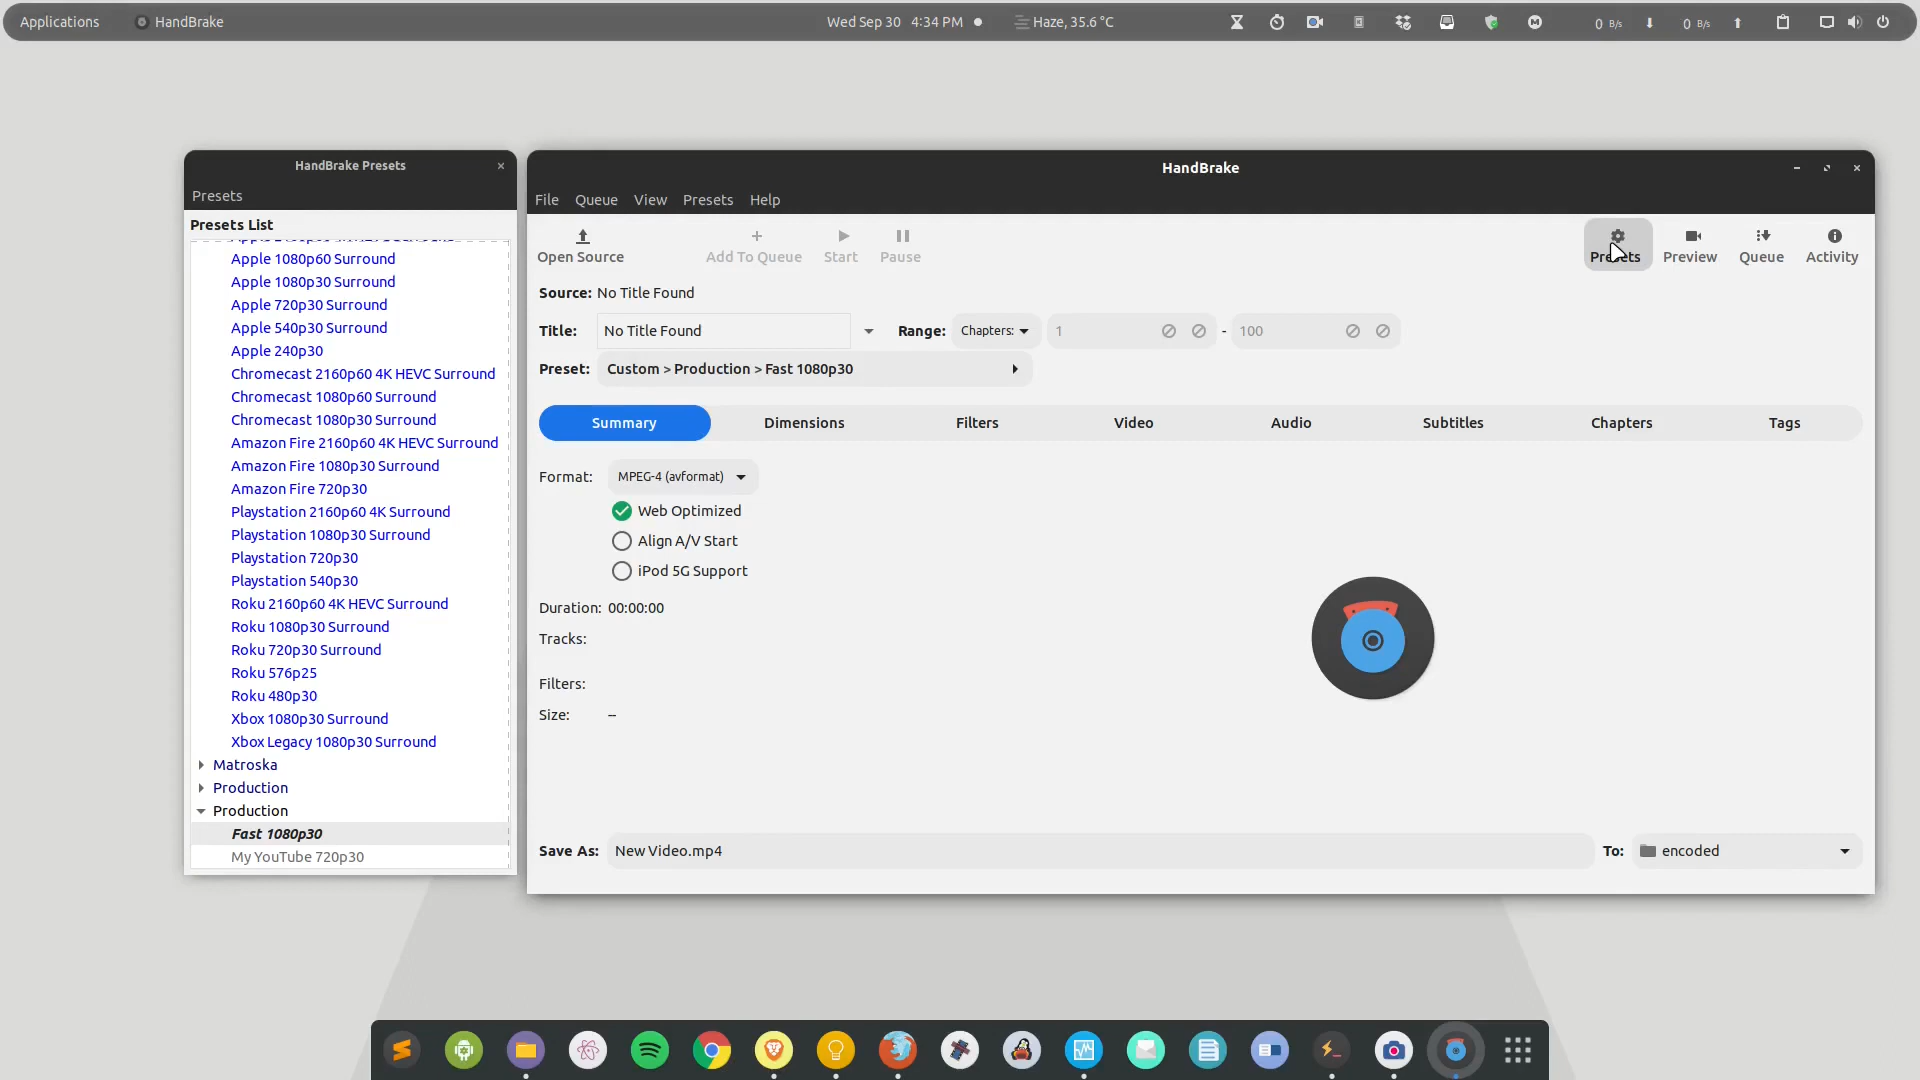 Applications HandBrake Wed Sep 30 4:34 PM Haze, 35.6 °C 0 B/s 0 B/s
HandBrake Presets
Presets
Presets List
Apple 1080p60 Surround
Apple 1080p30 Surround
Apple 720p30 Surround
Apple 540p30 Surround
Apple 240p30
Chromecast 2160p60 4K HEVC Surround
Chromecast 1080p60 Surround
Chromecast 1080p30 Surround
Amazon Fire 2160p60 4K HEVC Surround
Amazon Fire 1080p30 Surround
Amazon Fire 720p30
Playstation 2160p60 4K Surround
Playstation 1080p30 Surround
Playstation 720p30
Playstation 540p30
Roku 2160p60 4K HEVC Surround
Roku 1080p30 Surround
Roku 720p30 Surround
Roku 576p25
Roku 480p30
Xbox 1080p30 Surround
Xbox Legacy 1080p30 Surround
Matroska
Production
Production
Fast 1080p30
My YouTube 720p30
HandBrake
File Queue View Presets Help
Open Source Add To Queue Start Pause Presets Preview Queue Activity
Source: No Title Found
Title: No Title Found Range: Chapters: 1 - 100
Preset: Custom > Production > Fast 1080p30
Summary Dimensions Filters Video Audio Subtitles Chapters Tags
Format: MPEG-4 (avformat)
Web Optimized
Align A/V Start
iPod 5G Support
Duration: 00:00:00
Tracks:
Filters:
Size: --
Save As: New Video.mp4 To: encoded